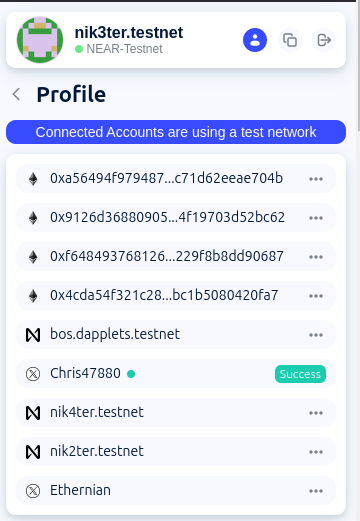 nik3ter.testnet
NEAR-Testnet
Profile
Connected Accounts are using a test network
0xa56494f979487...c71d62eeae704b
0x9126d36880905...4f19703d52bc62
0xf648493768126...229f8b8dd90687
0x4cda54f321c28...bc1b5080420fa7
bos.dapplets.testnet
Chris47880 Success
nik4ter.testnet
nik2ter.testnet
Ethernian